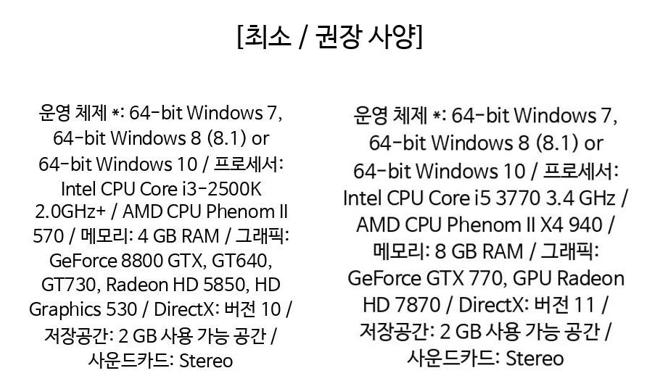 [최소 / 권장 사양]
운영 체제 *: 64-bit Windows 7,
64-bit Windows 8 (8.1) or
64-bit Windows 10 / 프로세서:
Intel CPU Core i3-2500K
2.0GHz+ / AMD CPU Phenom II
570 / 메모리: 4 GB RAM / 그래픽:
GeForce 8800 GTX, GT640,
GT730, Radeon HD 5850, HD
Graphics 530 / DirectX: 버전 10 /
저장공간: 2 GB 사용 가능 공간 /
사운드카드: Stereo
운영 체제 *: 64-bit Windows 7,
64-bit Windows 8 (8.1) or
64-bit Windows 10 / 프로세서:
Intel CPU Core i5 3770 3.4 GHz /
AMD CPU Phenom II X4 940 /
메모리: 8 GB RAM / 그래픽:
GeForce GTX 770, GPU Radeon
HD 7870 / DirectX: 버전 11 /
저장공간: 2 GB 사용 가능 공간 /
사운드카드: Stereo